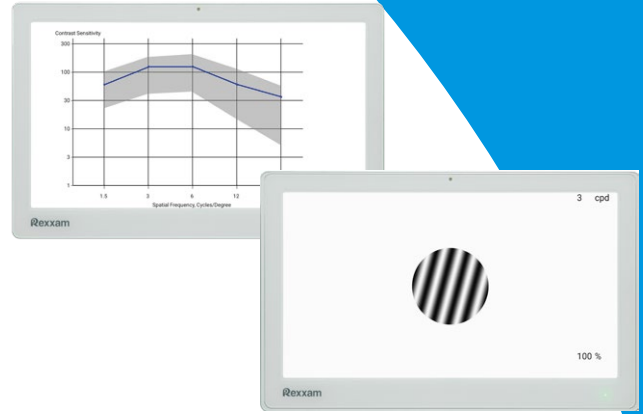 Contrast Sensitivity
300
100
30
10
3
1
1.5 3 6 12
Spatial Frequency, Cycles/Degree
Rexxam
3 cpd
100 %
Rexxam